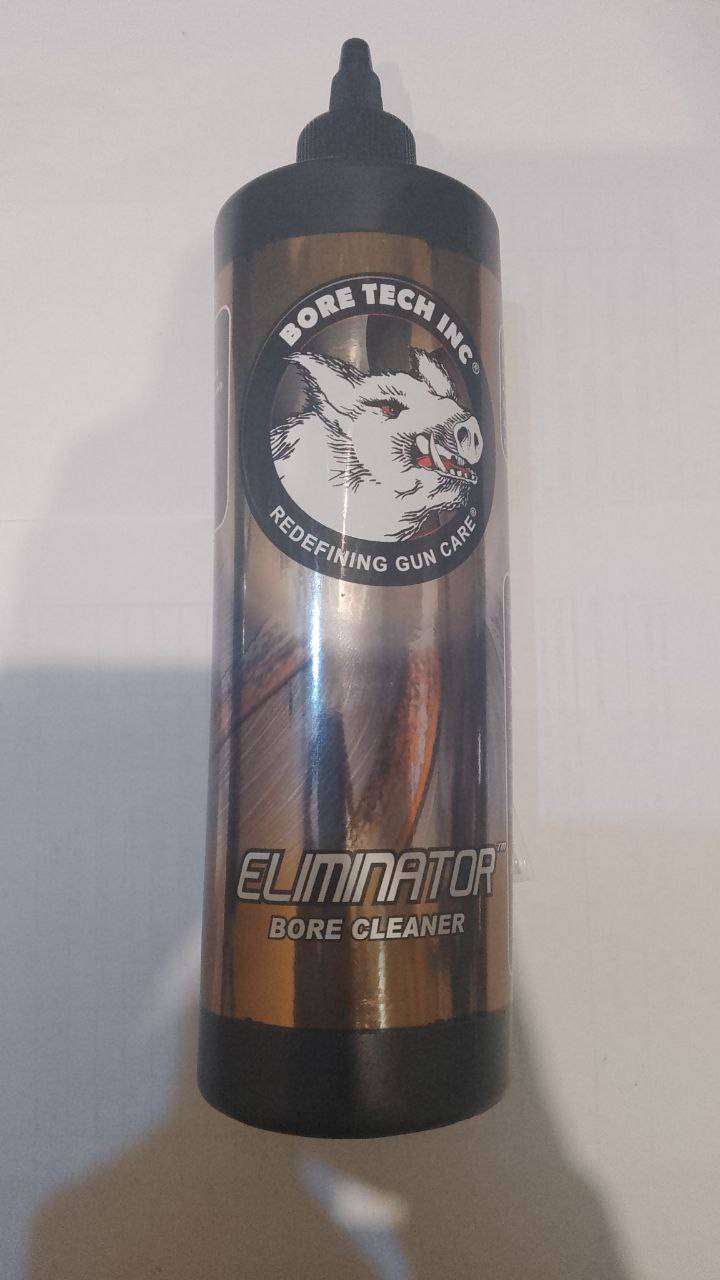 BORE TECH INC®
REDEFINING GUN CARE®
ELIMINATOR™
BORE CLEANER